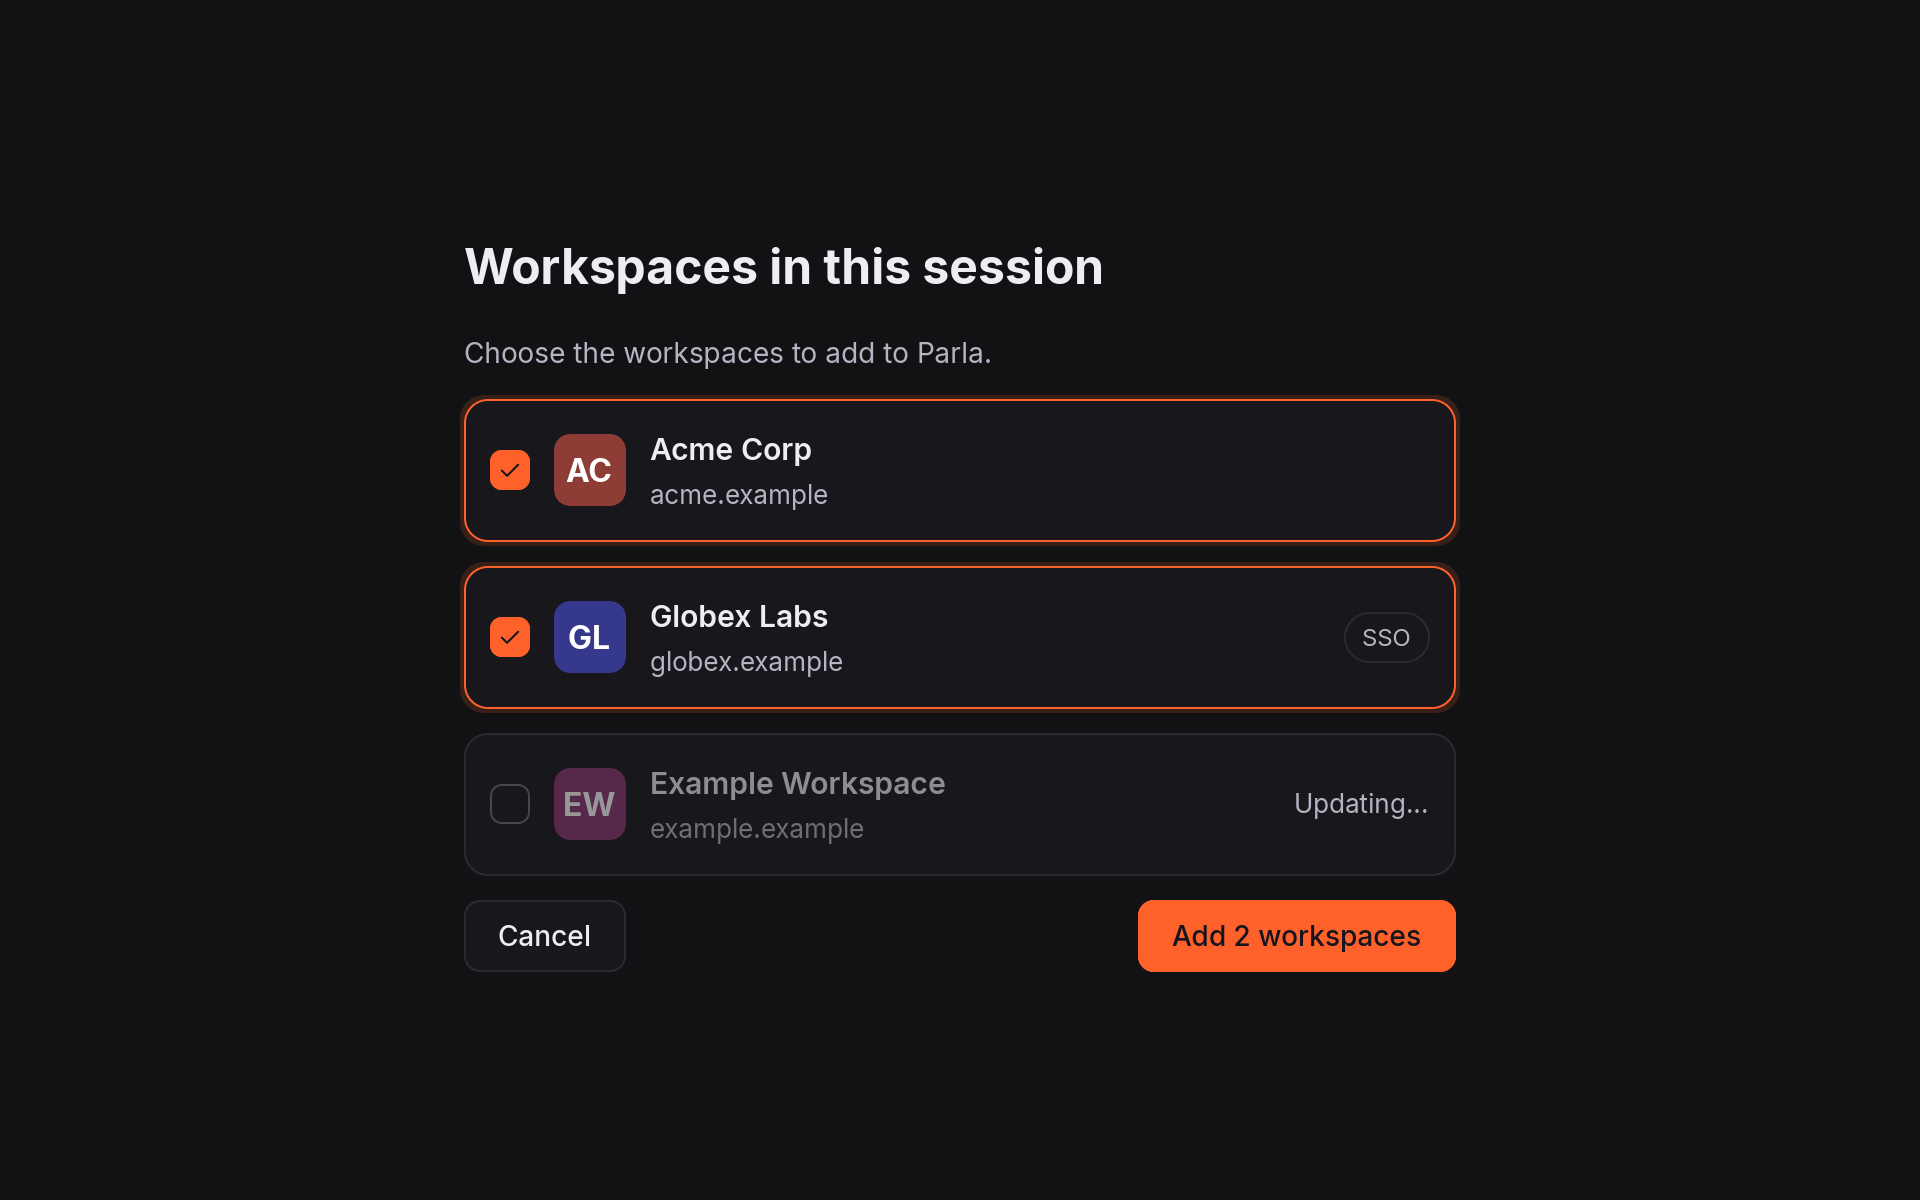 Workspaces in this session
Choose the workspaces to add to Parla.
AC
Acme Corp
acme.example
GL
Globex Labs
globex.example
SSO
EW
Example Workspace
example.example
Updating...
Cancel
Add 2 workspaces